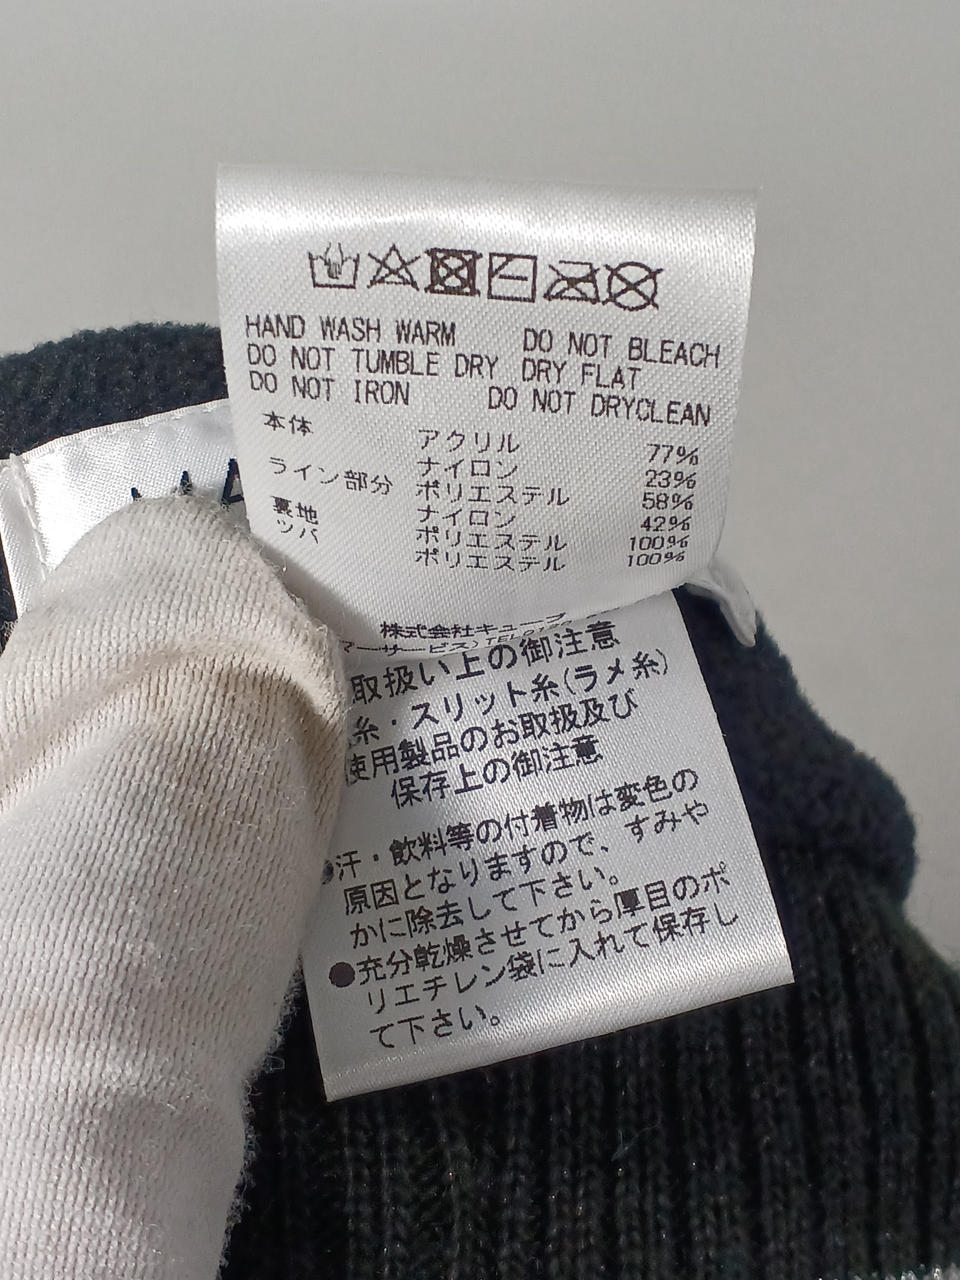 HAND WASH WARM DO NOT BLEACH
DO NOT TUMBLE DRY DRY FLAT
DO NOT IRON DO NOT DRYCLEAN
本体 アクリル 77%
ナイロン 23%
ライン部分 ポリエステル 58%
ナイロン 42%
裏地 ポリエステル 100%
ツバ ポリエステル 100%
株式会社キューブ
マーサービス)TEL0120
取扱い上の御注意
糸・スリット糸(ラメ糸)
使用製品のお取扱及び
保存上の御注意
●汗・飲料等の付着物は変色の
原因となりますので、すみや
かに除去して下さい。
●充分乾燥させてから厚目のポ
リエチレン袋に入れて保存し
て下さい。